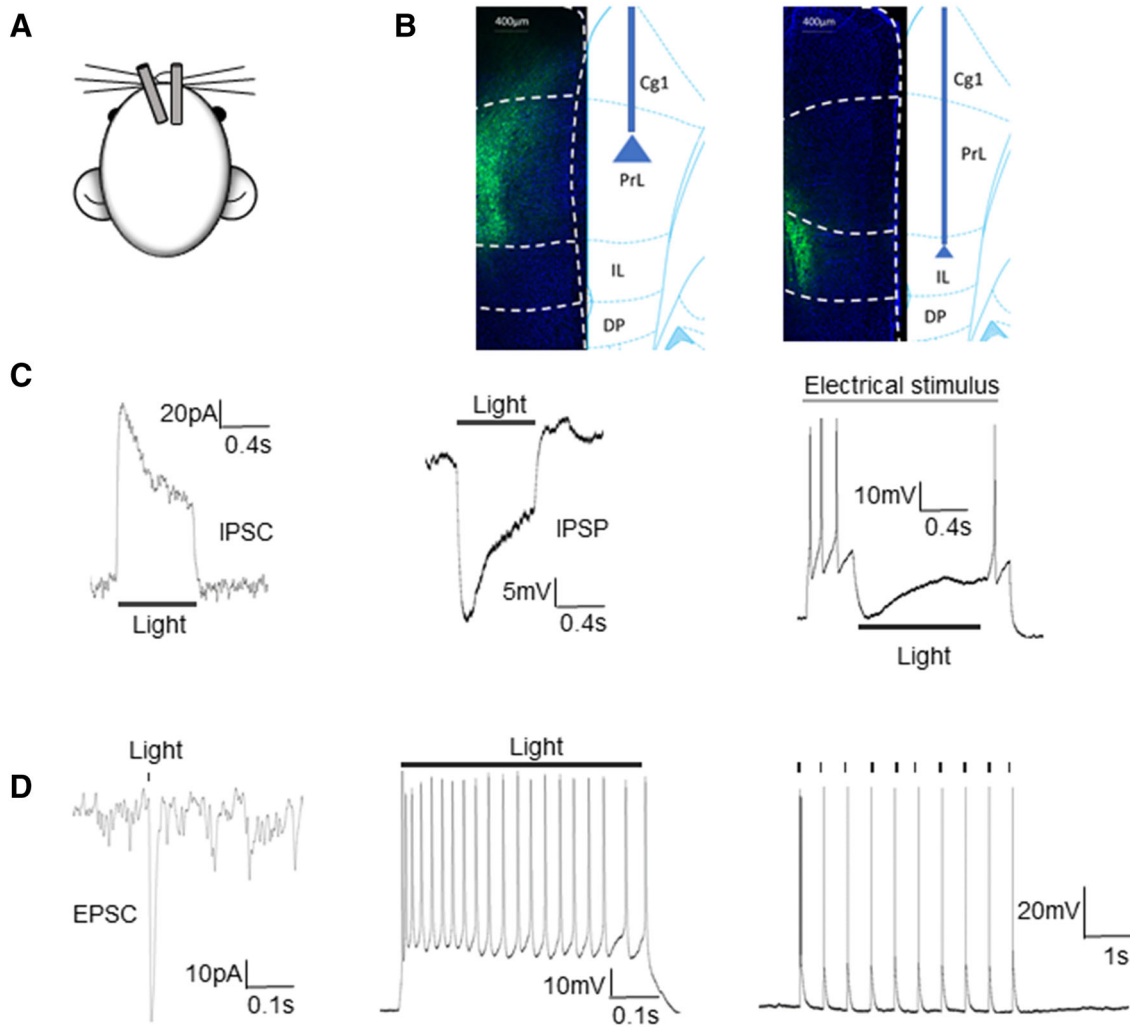 A
B
400µm
Cg1
PrL
IL
DP
400µm
Cg1
PrL
IL
DP
C
20pA
0.4s
IPSC
Light
Light
IPSP
5mV
0.4s
Electrical stimulus
10mV
0.4s
Light
D
Light
EPSC
10pA
0.1s
Light
10mV
0.1s
20mV
1s